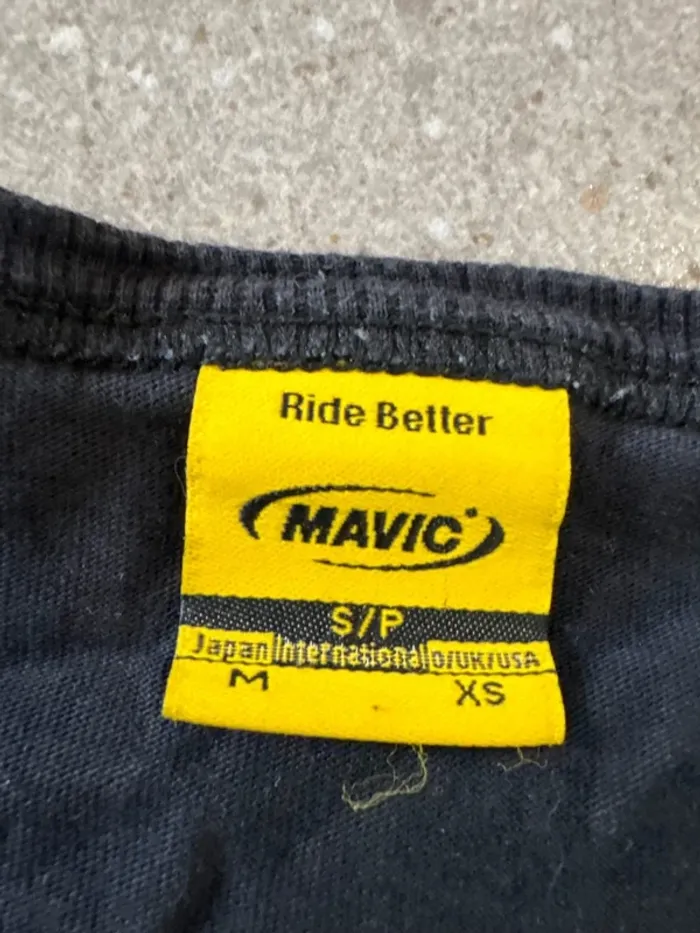 Ride Better
MAVIC
S/P
Japan International D/UK/USA
M XS